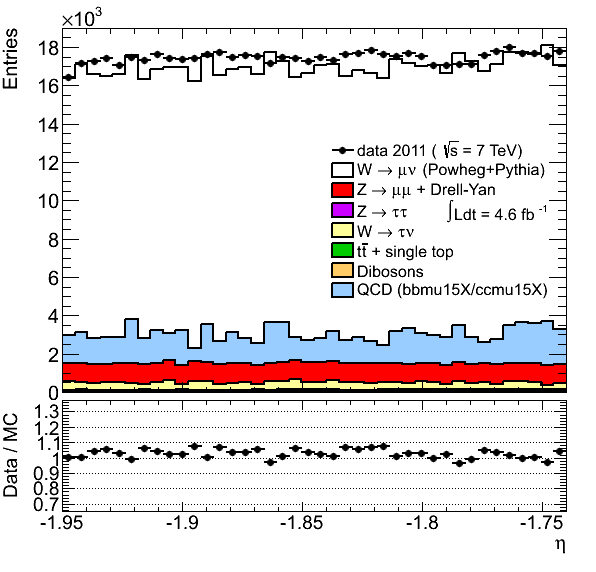 ×10³
Entries
18
16
14
12
10
8
6
4
2
0
data 2011 ( √s = 7 TeV)
W → μν (Powheg+Pythia)
Z → μμ + Drell-Yan
Z → ττ
∫Ldt = 4.6 fb⁻¹
W → τν
tt̅ + single top
Dibosons
QCD (bbmu15X/ccmu15X)
Data / MC
1.3
1.2
1.1
1
0.9
0.8
0.7
-1.95 -1.9 -1.85 -1.8 -1.75
η